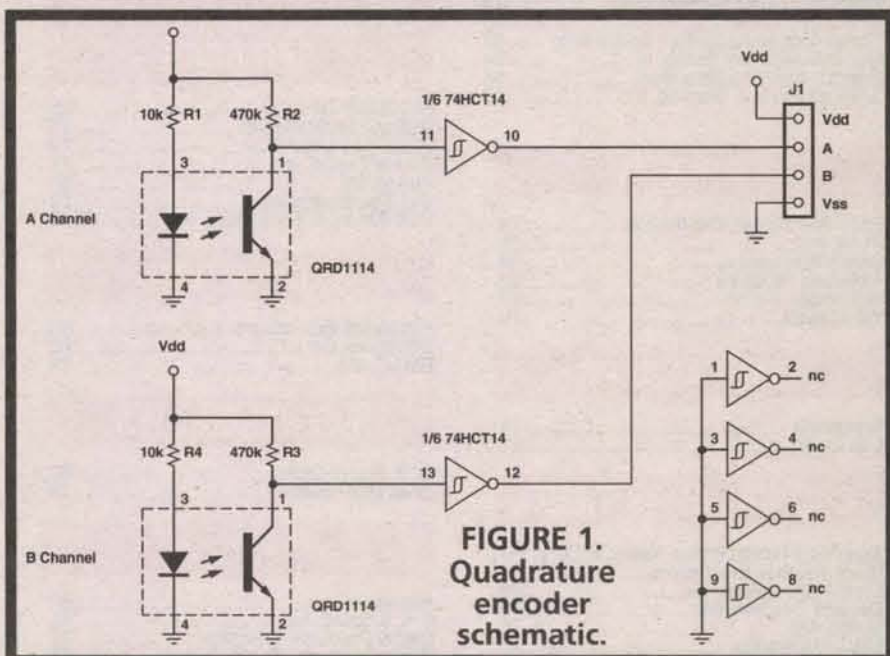 Vdd
1/6 74HCT14
J1
10k R1
470k R2
11
10
Vdd
A
B
Vss
3
1
A Channel
QRD1114
4
2
Vdd
10k R4
470k R3
1/6 74HCT14
13
12
3
1
B Channel
QRD1114
4
2
1
2
nc
3
4
nc
5
6
nc
9
8
nc
FIGURE 1.
Quadrature
encoder
schematic.